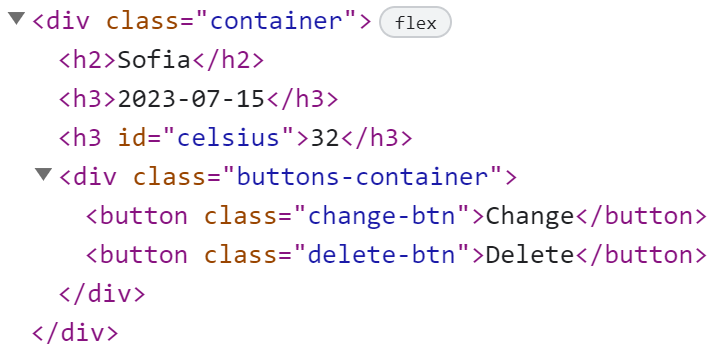 <div class="container"> flex
<h2>Sofia</h2>
<h3>2023-07-15</h3>
<h3 id="celsius">32</h3>
<div class="buttons-container">
<button class="change-btn">Change</button>
<button class="delete-btn">Delete</button>
</div>
</div>